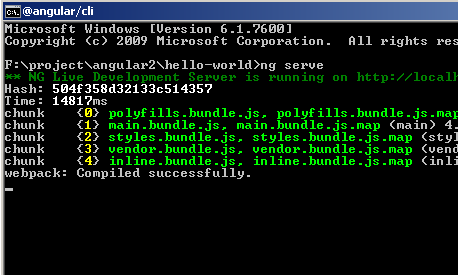 @angular/cli
Microsoft Windows [Version 6.1.7600]
Copyright (c) 2009 Microsoft Corporation. All rights res
F:\project\angular2\hello-world>ng serve
** NG Live Development Server is running on http://localh
Hash: 504f358d32133c514357
Time: 14817ms
chunk {0} polyfills.bundle.js, polyfills.bundle.js.map
chunk {1} main.bundle.js, main.bundle.js.map (main) 4.
chunk {2} styles.bundle.js, styles.bundle.js.map (styl
chunk {3} vendor.bundle.js, vendor.bundle.js.map (vend
chunk {4} inline.bundle.js, inline.bundle.js.map (inli
webpack: Compiled successfully.